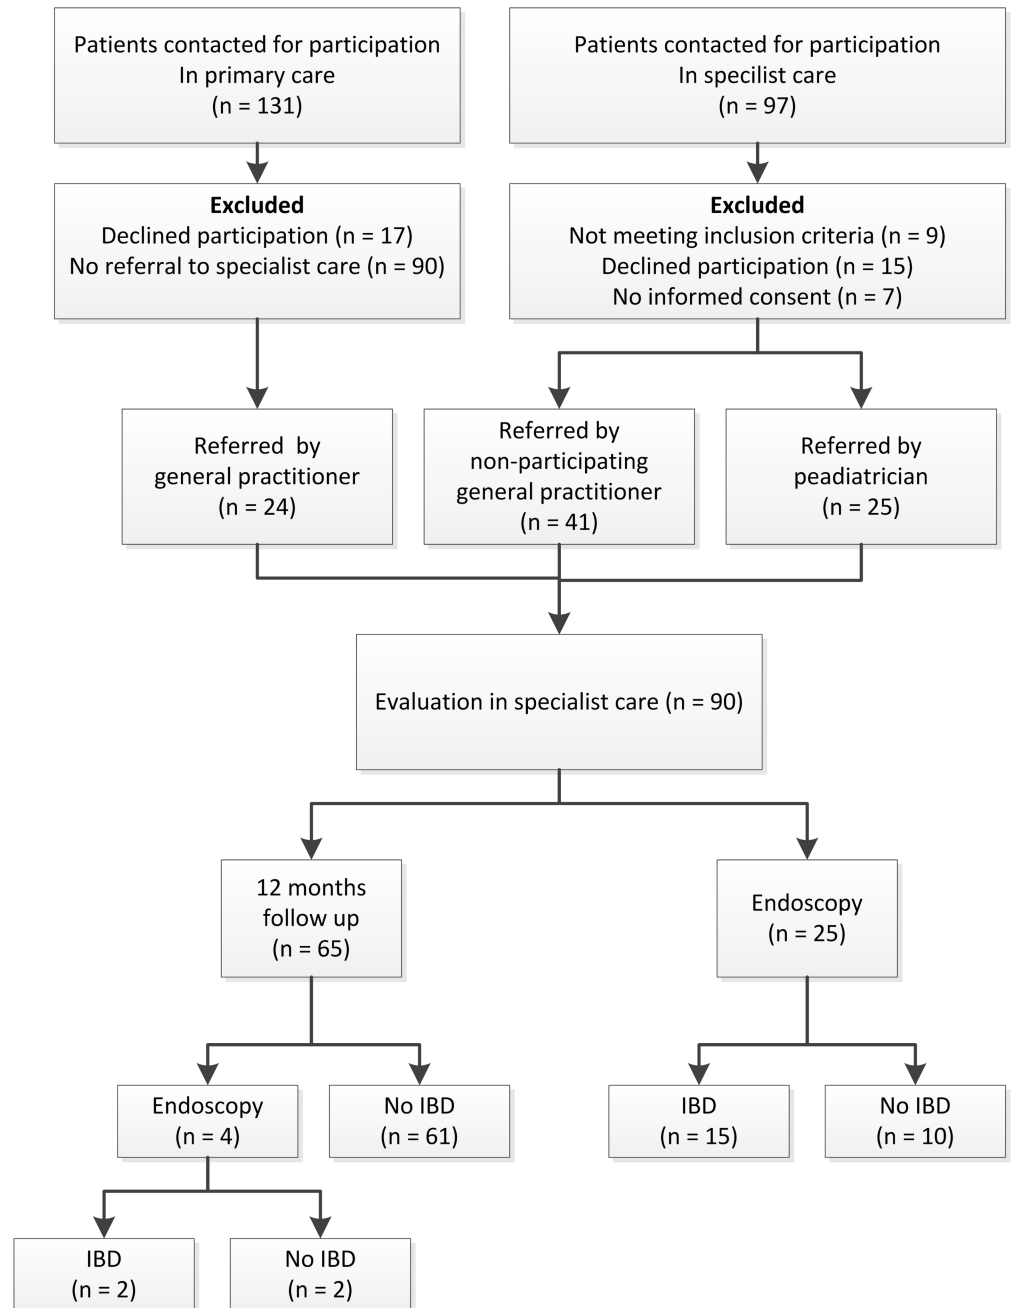 Patients contacted for participation
In primary care
(n = 131)
Patients contacted for participation
In specilist care
(n = 97)
Excluded
Declined participation (n = 17)
No referral to specialist care (n = 90)
Excluded
Not meeting inclusion criteria (n = 9)
Declined participation (n = 15)
No informed consent (n = 7)
Referred by
general practitioner
(n = 24)
Referred by
non-participating
general practitioner
(n = 41)
Referred by
peadiatrician
(n = 25)
Evaluation in specialist care (n = 90)
12 months
follow up
(n = 65)
Endoscopy
(n = 25)
Endoscopy
(n = 4)
No IBD
(n = 61)
IBD
(n = 15)
No IBD
(n = 10)
IBD
(n = 2)
No IBD
(n = 2)